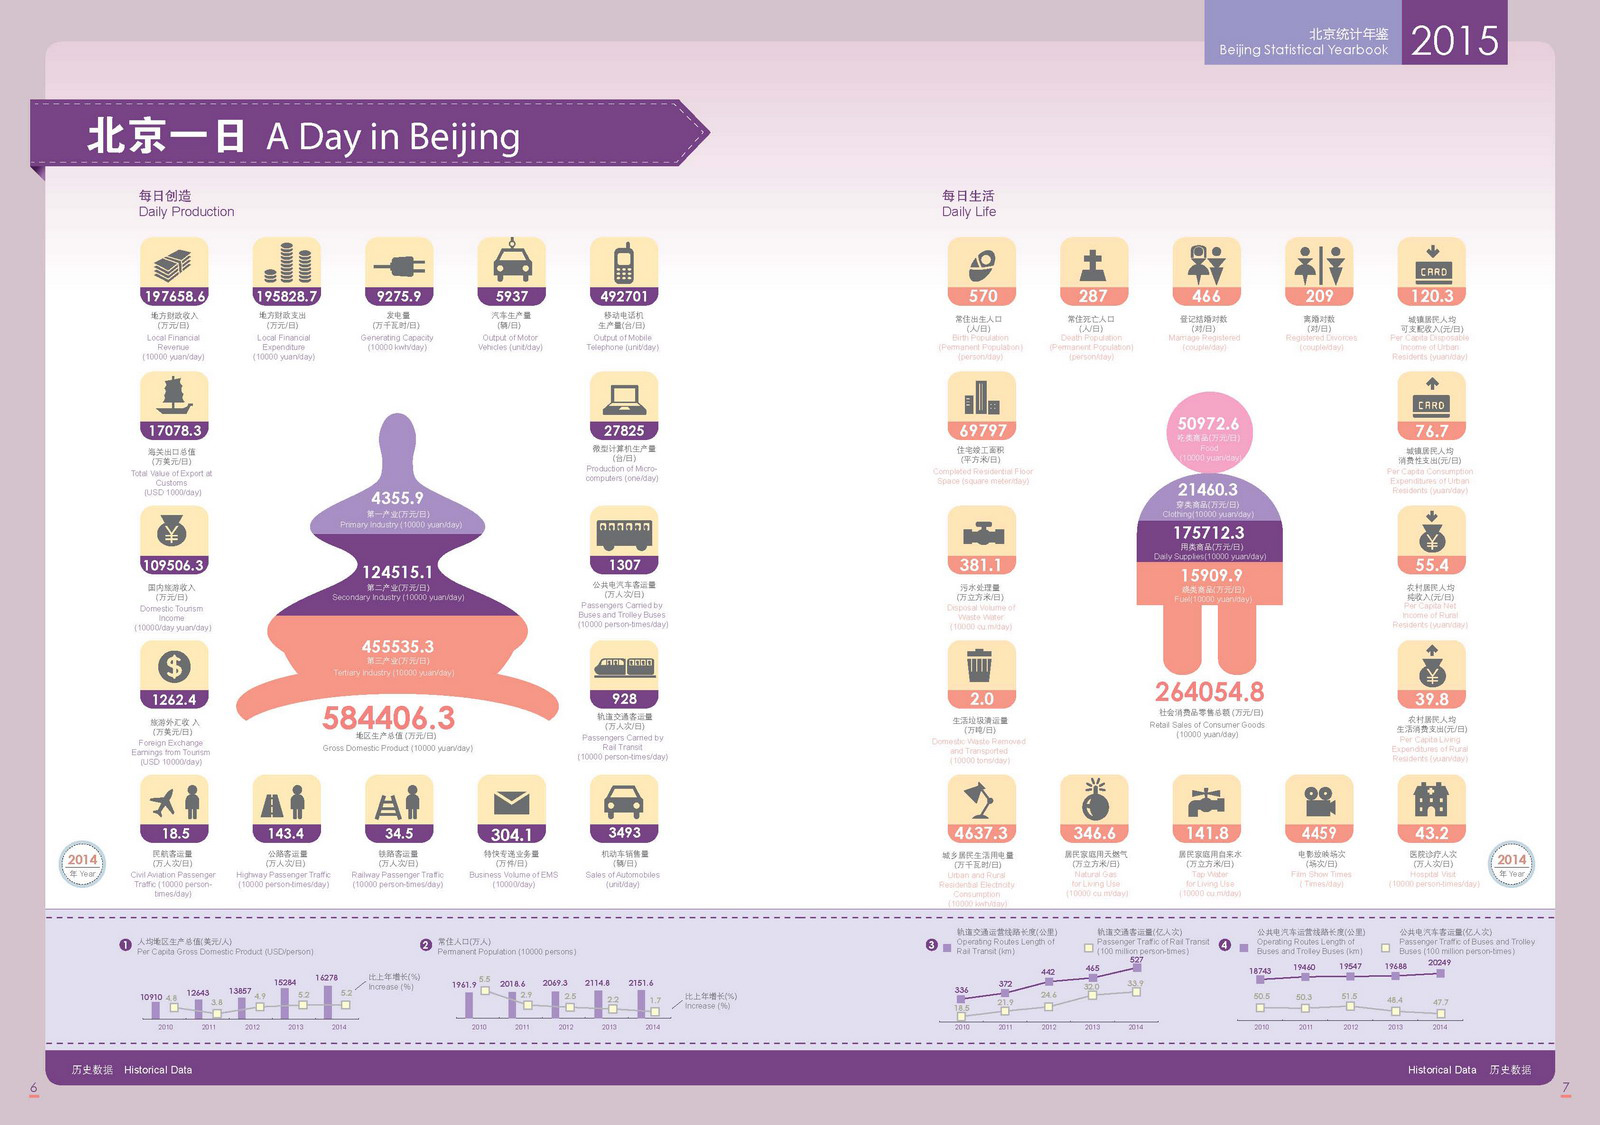 北京统计年鉴
Beijing Statistical Yearbook
2015
北京一日 A Day in Beijing
每日创造
Daily Production
197658.6
地方财政收入
(万元/日)
Local Financial
Revenue
(10000 yuan/day)
195828.7
地方财政支出
(万元/日)
Local Financial
Expenditure
(10000 yuan/day)
9275.9
发电量
(万千瓦时/日)
Generating Capacity
(10000 kwh/day)
5937
汽车生产量
(辆/日)
Output of Motor
Vehicles (unit/day)
492701
移动电话机
生产量(台/日)
Output of Mobile
Telephone (unit/day)
17078.3
海关出口总值
(万美元/日)
Total Value of Export at
Customs
(USD 1000/day)
27825
微型计算机生产量
(台/日)
Production of Micro-
computers (one/day)
109506.3
国内旅游收入
(万元/日)
Domestic Tourism
Income
(10000/day yuan/day)
1307
公共电汽车客运量
(万人次/日)
Passengers Carried by
Buses and Trolley Buses
(10000 person-times/day)
1262.4
旅游外汇收 入
(万美元/日)
Foreign Exchange
Earnings from Tourism
(USD 10000/day)
928
轨道交通客运量
(万人次/日)
Passengers Carried by
Rail Transit
(10000 person-times/day)
4355.9
第一产业(万元/日)
Primary Industry (10000 yuan/day)
124515.1
第二产业(万元/日)
Secondary Industry (10000 yuan/day)
455535.3
第三产业(万元/日)
Tertiary Industry (10000 yuan/day)
584406.3
地区生产总值 (万元/日)
Gross Domestic Product (10000 yuan/day)
18.5
民航客运量
(万人次/日)
Civil Aviation Passenger
Traffic (10000 person-
times/day)
143.4
公路客运量
(万人次/日)
Highway Passenger Traffic
(10000 person-times/day)
34.5
铁路客运量
(万人次/日)
Railway Passenger Traffic
(10000 person-times/day)
304.1
特快专递业务量
(万件/日)
Business Volume of EMS
(10000/day)
3493
机动车销售量
(辆/日)
Sales of Automobiles
(unit/day)
2014
年 Year
每日生活
Daily Life
570
常住出生人口
(人/日)
Birth Population
(Permanent Population)
(person/day)
287
常住死亡人口
(人/日)
Death Population
(Permanent Population)
(person/day)
466
登记结婚对数
(对/日)
Marriage Registered
(couple/day)
209
离婚对数
(对/日)
Registered Divorces
(couple/day)
CARD
120.3
城镇居民人均
可支配收入(元/日)
Per Capita Disposable
Income of Urban
Residents (yuan/day)
69797
住宅竣工面积
(平方米/日)
Completed Residential Floor
Space (square meter/day)
CARD
76.7
城镇居民人均
消费性支出(元/日)
Per Capita Consumption
Expenditures of Urban
Residents (yuan/day)
381.1
污水处理量
(万立方米/日)
Disposal Volume of
Waste Water
(10000 cu.m/day)
55.4
农村居民人均
纯收入(元/日)
Per Capita Net
Income of Rural
Residents (yuan/day)
2.0
生活垃圾清运量
(万吨/日)
Domestic Waste Removed
and Transported
(10000 tons/day)
39.8
农村居民人均
生活消费支出(元/日)
Per Capita Living
Expenditures of Rural
Residents (yuan/day)
50972.6
吃类商品(万元/日)
Food
(10000 yuan/day)
21460.3
穿类商品(万元/日)
Clothing(10000 yuan/day)
175712.3
用类商品(万元/日)
Daily Supplies(10000 yuan/day)
15909.9
烧类商品(万元/日)
Fuel(10000 yuan/day)
264054.8
社会消费品零售总额 (万元/日)
Retail Sales of Consumer Goods
(10000 yuan/day)
4637.3
城乡居民生活用电量
(万千瓦时/日)
Urban and Rural
Residential Electricity
Consumption
(10000 kwh/day)
346.6
居民家庭用天燃气
(万立方米/日)
Natural Gas
for Living Use
(10000 cu.m/day)
141.8
居民家庭用自来水
(万立方米/日)
Tap Water
for Living Use
(10000 cu.m/day)
4459
电影放映场次
(场次/日)
Film Show Times
( Times/day)
43.2
医院诊疗人次
(万人次/日)
Hospital Visit
(10000 person-times/day)
2014
年 Year
1 人均地区生产总值(美元/人)
Per Capita Gross Domestic Product (USD/person)
10910 12643 13857 15284 16278
4.8 3.8 4.9 5.2 5.2
比上年增长(%)
Increase (%)
2010 2011 2012 2013 2014
2 常住人口(万人)
Permanent Population (10000 persons)
1961.9 2018.6 2069.3 2114.8 2151.6
5.5 2.9 2.5 2.2 1.7
比上年增长(%)
Increase (%)
2010 2011 2012 2013 2014
3 轨道交通运营线路长度(公里)
Operating Routes Length of
Rail Transit (km)
轨道交通客运量(亿人次)
Passenger Traffic of Rail Transit
(100 million person-times)
336 372 442 465 527
18.5 21.9 24.6 32.0 33.9
2010 2011 2012 2013 2014
4 公共电汽车运营线路长度(公里)
Operating Routes Length of
Buses and Trolley Buses (km)
公共电汽车客运量(亿人次)
Passenger Traffic of Buses and Trolley
Buses (100 million person-times)
18743 19460 19547 19688 20249
50.5 50.3 51.5 48.4 47.7
2010 2011 2012 2013 2014
历史数据 Historical Data
Historical Data 历史数据
6
7